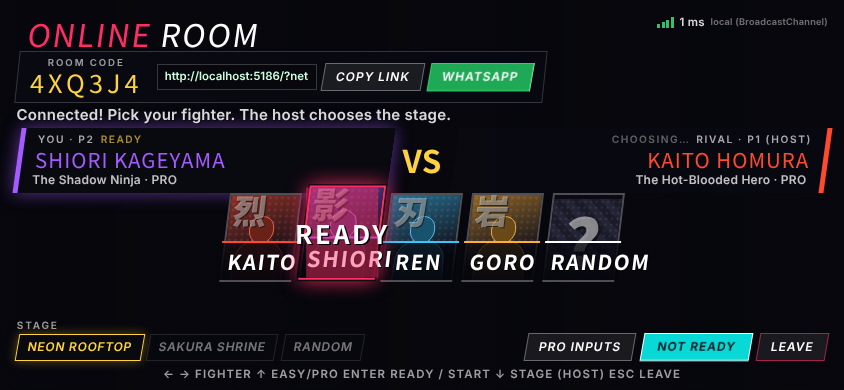 ONLINE ROOM
1 ms local (BroadcastChannel)
ROOM CODE
4XQ3J4
http://localhost:5186/?net
COPY LINK
WHATSAPP
Connected! Pick your fighter. The host chooses the stage.
YOU · P2 READY
SHIORI KAGEYAMA
The Shadow Ninja · PRO
VS
CHOOSING... RIVAL · P1 (HOST)
KAITO HOMURA
The Hot-Blooded Hero · PRO
烈
影
刃
岩
?
READY
KAITO
SHIORI
REN
GORO
RANDOM
STAGE
NEON ROOFTOP
SAKURA SHRINE
RANDOM
PRO INPUTS
NOT READY
LEAVE
← → FIGHTER ↑ EASY/PRO ENTER READY / START ↓ STAGE (HOST) ESC LEAVE